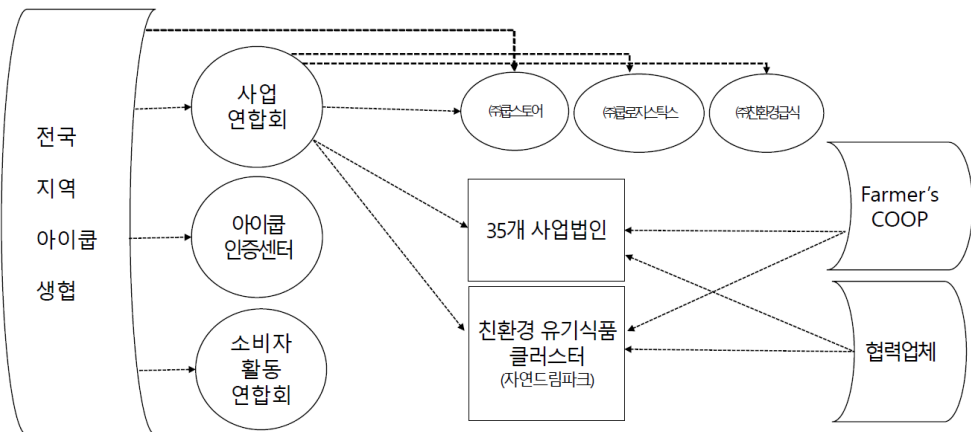 전국
지역
아이쿱
생협
사업
연합회
아이쿱
인증센터
소비자
활동
연합회
㈜쿱스토어
㈜쿱로지스틱스
㈜친환경급식
35개 사업법인
친환경 유기식품
클러스터
(자연드림파크)
Farmer's
COOP
협력업체